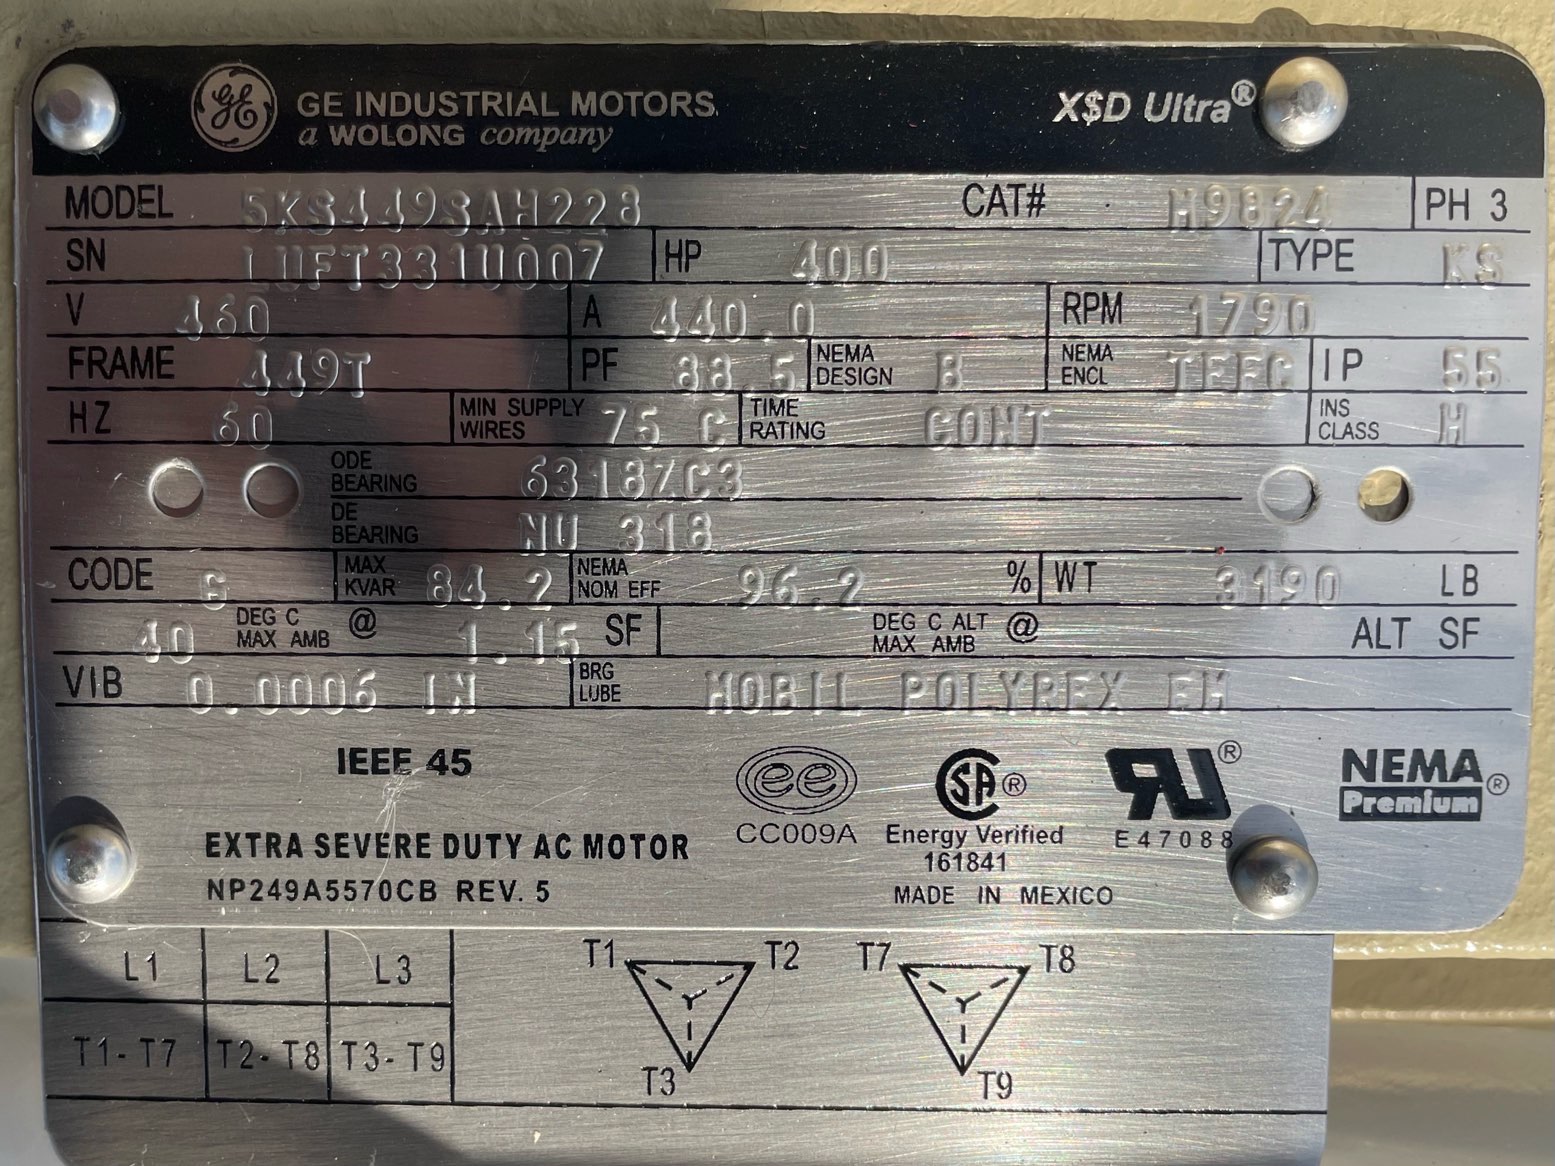 GE GE INDUSTRIAL MOTORS X$D Ultra®
a WOLONG company
MODEL 5KS449SAH228 CAT# M9824 PH 3
SN LUFT331U007 HP 400 TYPE KS
V 460 A 440.0 RPM 1790
FRAME 449T PF 88.5 NEMA DESIGN B NEMA ENCL TEFC IP 55
HZ 60 MIN SUPPLY WIRES 75 C TIME RATING CONT INS CLASS H
ODE BEARING 6318ZC3
DE BEARING NU 318
CODE G MAX KVAR 84.2 NEMA NOM EFF 96.2 % WT 3190 LB
40 DEG C MAX AMB @ 1.15 SF DEG C ALT MAX AMB @ ALT SF
VIB 0.0006 IN BRG LUBE MOBIL POLYREX EM
IEEE 45 ee SA® RU® NEMA Premium®
EXTRA SEVERE DUTY AC MOTOR CC009A Energy Verified E47088
161841
NP249A5570CB REV. 5 MADE IN MEXICO
L1 L2 L3 T1 T2 T7 T8
T1-T7 T2-T8 T3-T9 T3 T9